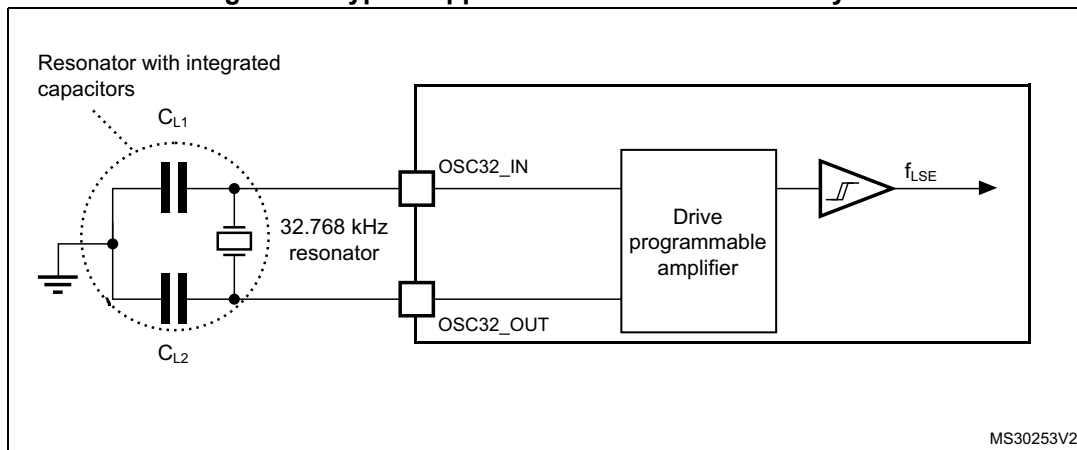 Resonator with integrated
capacitors
CL1
OSC32_IN
fLSE
32.768 kHz
resonator
Drive
programmable
amplifier
OSC32_OUT
CL2
MS30253V2